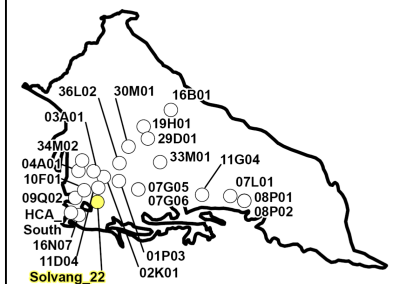 36L02
30M01
16B01
03A01
19H01
29D01
34M02
33M01
11G04
04A01
10F01
07G05
07G06
07L01
08P01
08P02
09Q02
HCA_
South
16N07
11D04
01P03
02K01
Solvang_22